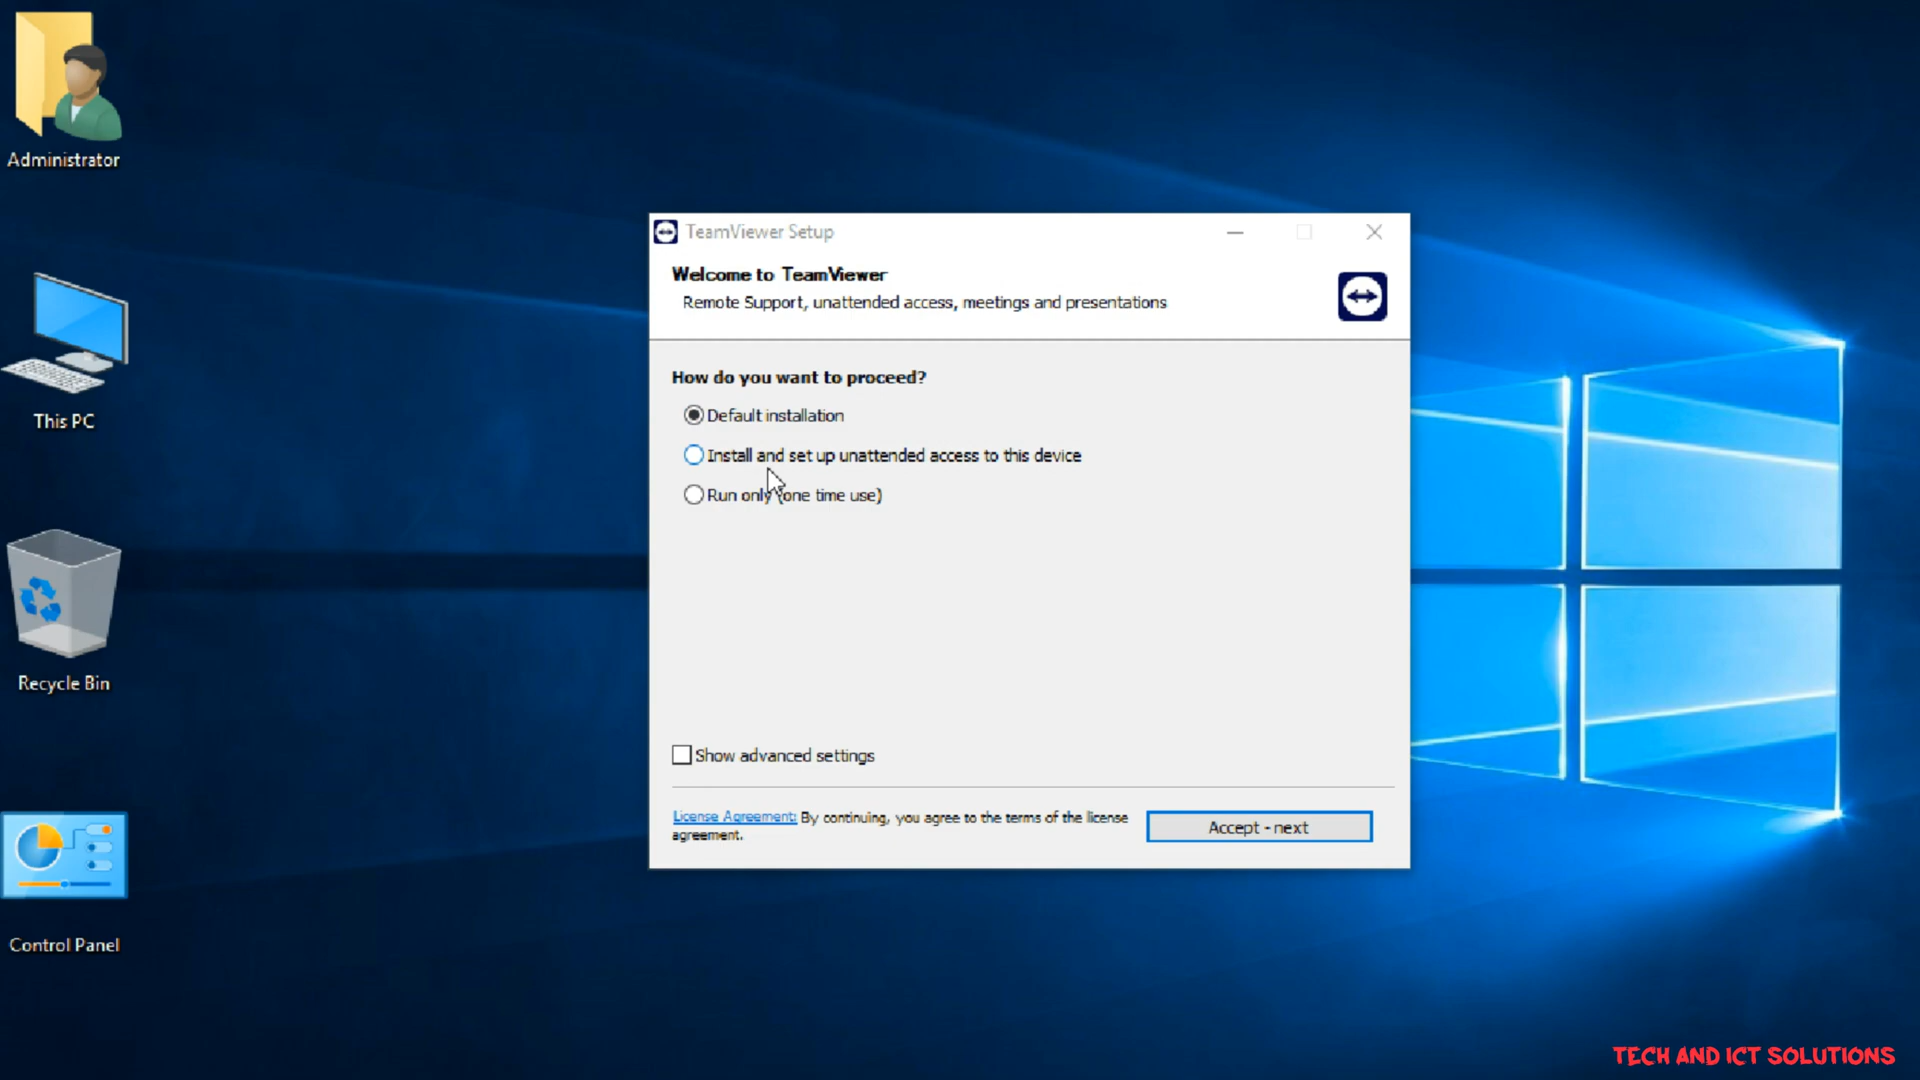 Administrator
This PC
Recycle Bin
Control Panel
TeamViewer Setup
Welcome to TeamViewer
Remote Support, unattended access, meetings and presentations
How do you want to proceed?
Default installation
Install and set up unattended access to this device
Run only (one time use)
Show advanced settings
License Agreement: By continuing, you agree to the terms of the license
agreement.
Accept - next
TECH AND ICT SOLUTIONS